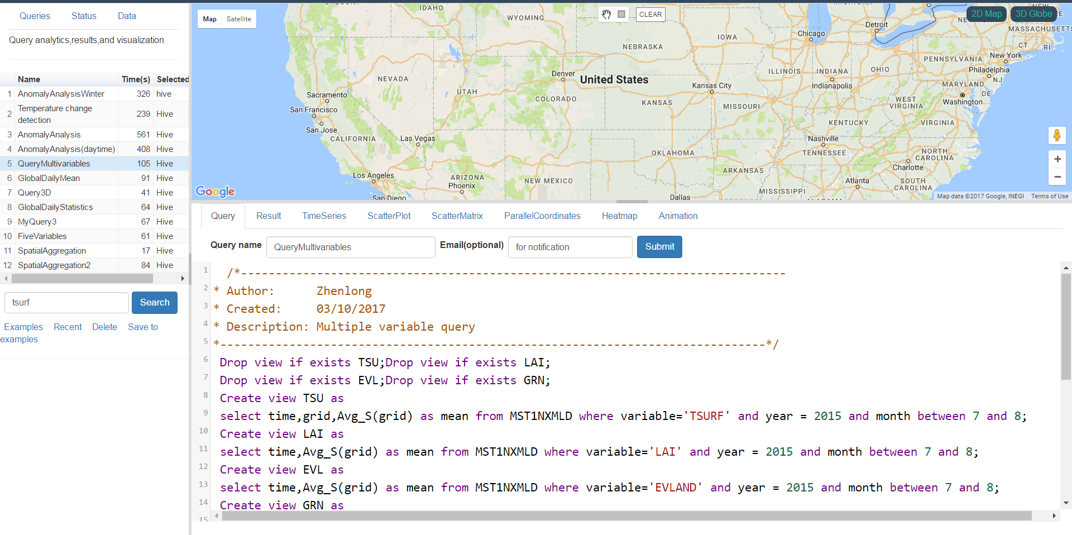 Queries Status Data
Query analytics,results,and visualization
Name Time(s) Selected
1 AnomalyAnalysisWinter 326 hive
2 Temperature change detection 239 Hive
3 AnomalyAnalysis 561 Hive
4 AnomalyAnalysis(daytime) 408 Hive
5 QueryMultivariables 105 Hive
6 GlobalDailyMean 91 Hive
7 Query3D 41 Hive
8 GlobalDailyStatistics 64 Hive
9 MyQuery3 67 Hive
10 FiveVariables 61 Hive
11 SpatialAggregation 17 Hive
12 SpatialAggregation2 84 Hive
tsurf Search
Examples Recent Delete Save to
examples
Map Satellite
CLEAR
2D Map 3D Globe
IDAHO
WYOMING
IOWA
Chicago
Detroit
MASSACHUSETTS
CT RI
NEBRASKA
PENNSYLVANIA
New York
NEVADA
UTAH
Denver
United States
Kansas City
ILLINOIS
INDIANA
OHIO
Philadelphia
NJ
Indianapolis
MARYLAND
DE
Sacramento
San Francisco
COLORADO
KANSAS
MISSOURI
WEST
VIRGINIA
Washington
San Jose
CALIFORNIA
Las Vegas
KENTUCKY
VIRGINIA
Nashville
TENNESSEE
OKLAHOMA
NORTH
CAROLINA
Los Angeles
ARIZONA
Phoenix
NEW MEXICO
ARKANSAS
Charlotte
Atlanta
SOUTH
CAROLINA
MISSISSIPPI
San Diego
Dallas
Google
Map data ©2017 Google, INEGI Terms of Use
Query Result TimeSeries ScatterPlot ScatterMatrix ParallelCoordinates Heatmap Animation
Query name QueryMultivariables Email(optional) for notification Submit
1 /*-------------------------------------------------------------------------------
2 * Author: Zhenlong
3 * Created: 03/10/2017
4 * Description: Multiple variable query
5 *-------------------------------------------------------------------------------*/
6 Drop view if exists TSU;Drop view if exists LAI;
7 Drop view if exists EVL;Drop view if exists GRN;
8 Create view TSU as
9 select time,grid,Avg_S(grid) as mean from MST1NXMLD where variable='TSURF' and year = 2015 and month between 7 and 8;
10 Create view LAI as
11 select time,Avg_S(grid) as mean from MST1NXMLD where variable='LAI' and year = 2015 and month between 7 and 8;
12 Create view EVL as
13 select time,Avg_S(grid) as mean from MST1NXMLD where variable='EVLAND' and year = 2015 and month between 7 and 8;
14 Create view GRN as
15